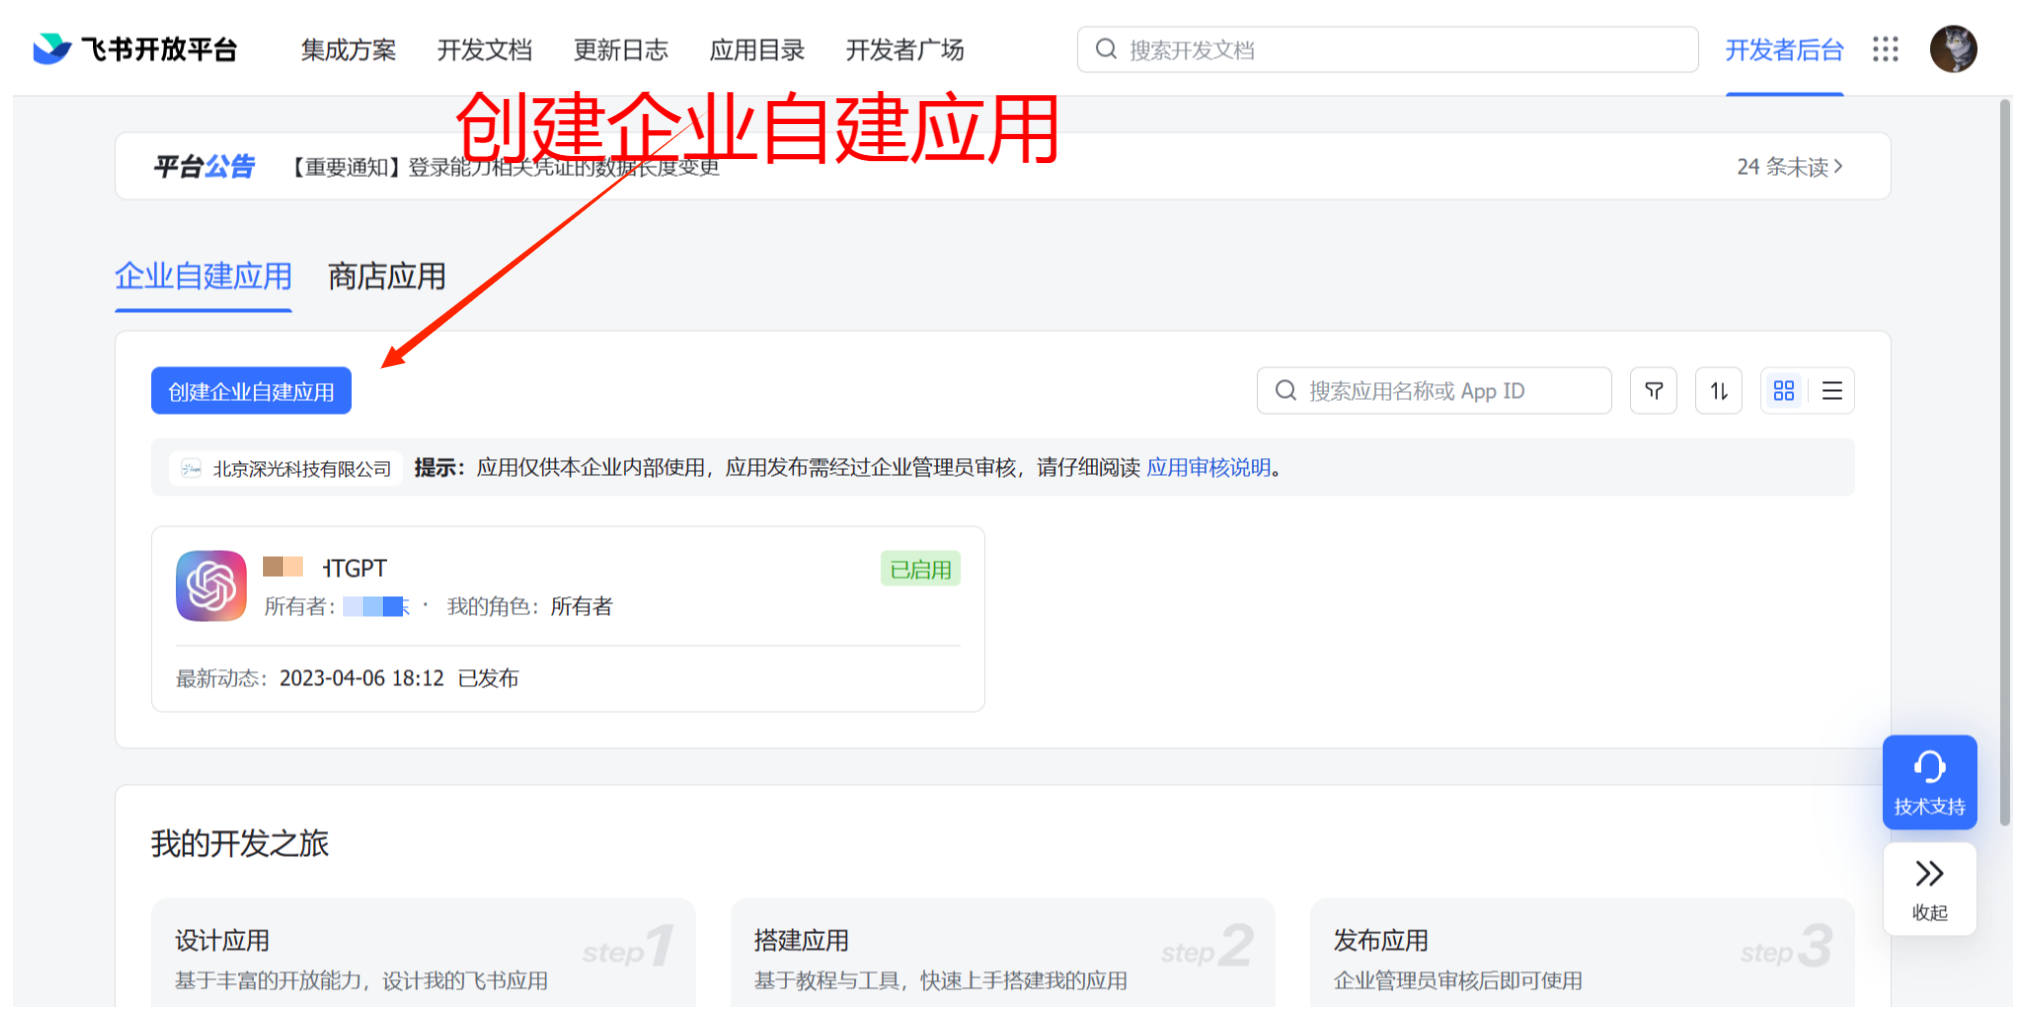 飞书开放平台 集成方案 开发文档 更新日志 应用目录 开发者广场 搜索开发文档 开发者后台
创建企业自建应用
平台公告 【重要通知】登录能力相关凭证的数据长度变更 24 条未读
企业自建应用 商店应用
创建企业自建应用 搜索应用名称或 App ID
北京深光科技有限公司 提示：应用仅供本企业内部使用，应用发布需经过企业管理员审核，请仔细阅读 应用审核说明。
TGPT 已启用
所有者： · 我的角色：所有者
最新动态：2023-04-06 18:12 已发布
技术支持
我的开发之旅
收起
设计应用 step1
基于丰富的开放能力，设计我的飞书应用
搭建应用 step2
基于教程与工具，快速上手搭建我的应用
发布应用 step3
企业管理员审核后即可使用